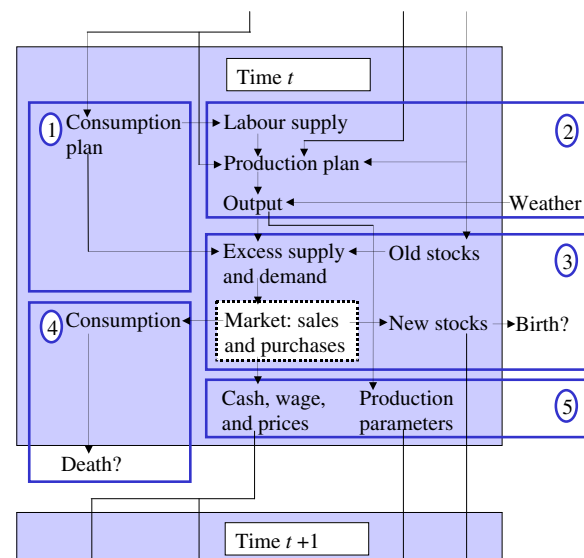 Time t
1 Consumption plan
Labour supply
2
Production plan
Output
Weather
Excess supply and demand
Old stocks
3
4 Consumption
Market: sales and purchases
New stocks
Birth?
Cash, wage, and prices
Production parameters
5
Death?
Time t +1